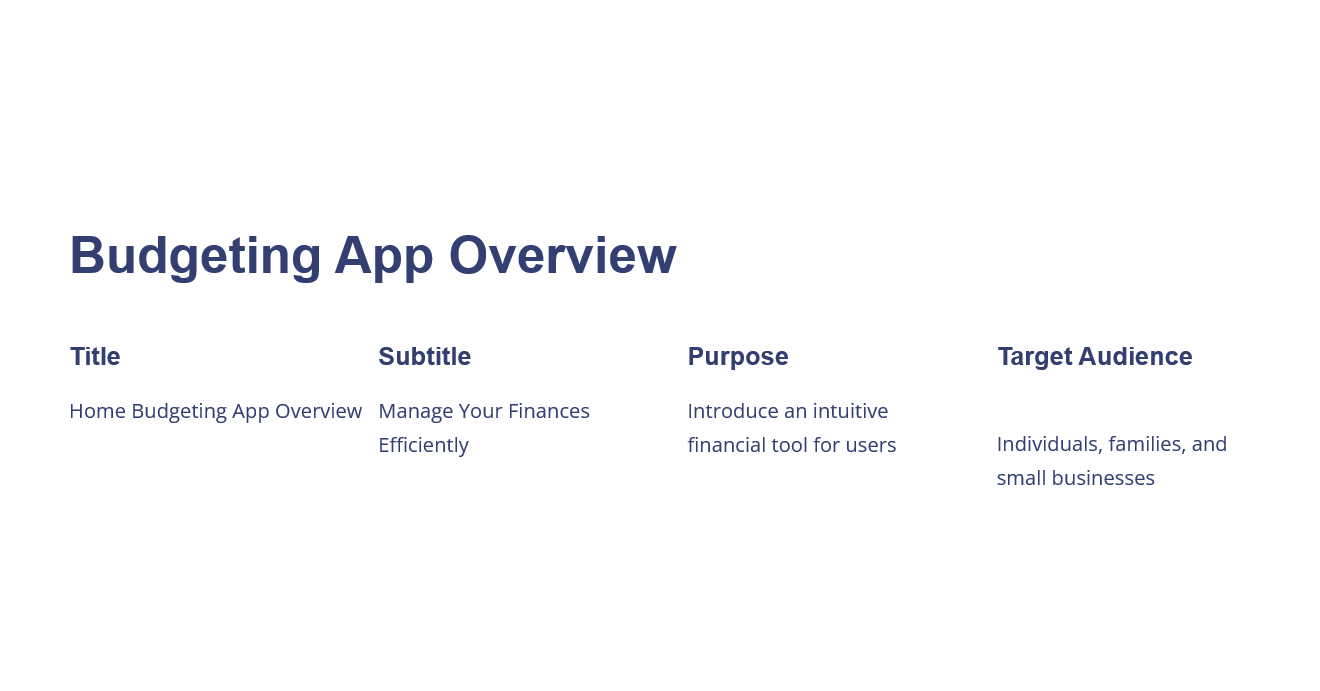 Budgeting App Overview
Title
Home Budgeting App Overview
Subtitle
Manage Your Finances
Efficiently
Purpose
Introduce an intuitive
financial tool for users
Target Audience
Individuals, families, and
small businesses